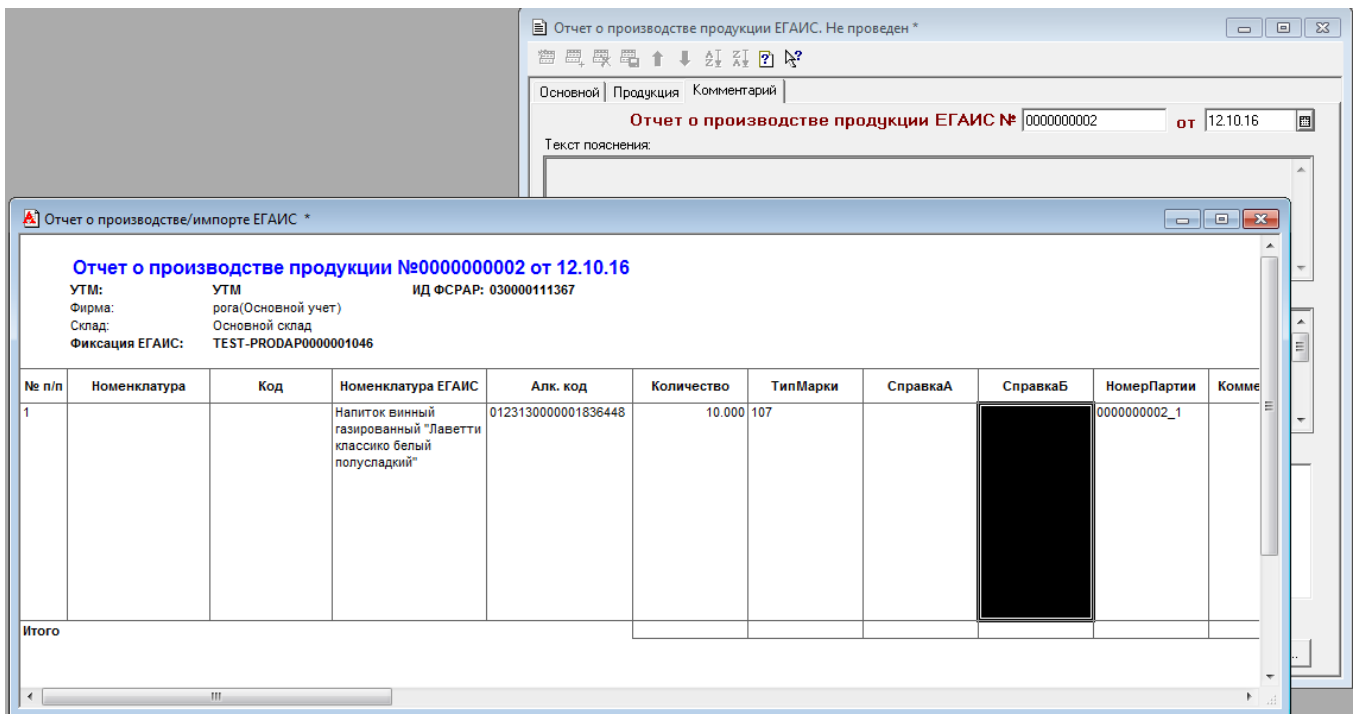 Отчет о производстве продукции ЕГАИС. Не проведен *
Основной Продукция Комментарий
Отчет о производстве продукции ЕГАИС № 0000000002 от 12.10.16
Текст пояснения:
Отчет о производстве/импорте ЕГАИС *
Отчет о производстве продукции №0000000002 от 12.10.16
УТМ: УТМ ИД ФСРАР: 030000111367
Фирма: рога(Основной учет)
Склад: Основной склад
Фиксация ЕГАИС: TEST-PRODAP0000001046
№ п/п Номенклатура Код Номенклатура ЕГАИС Алк. код Количество ТипМарки СправкаА СправкаБ НомерПартии Комме
1 Напиток винный 0123130000001836448 10.000 107 0000000002_1
газированный "Лаветти
классико белый
полусладкий"
Итого